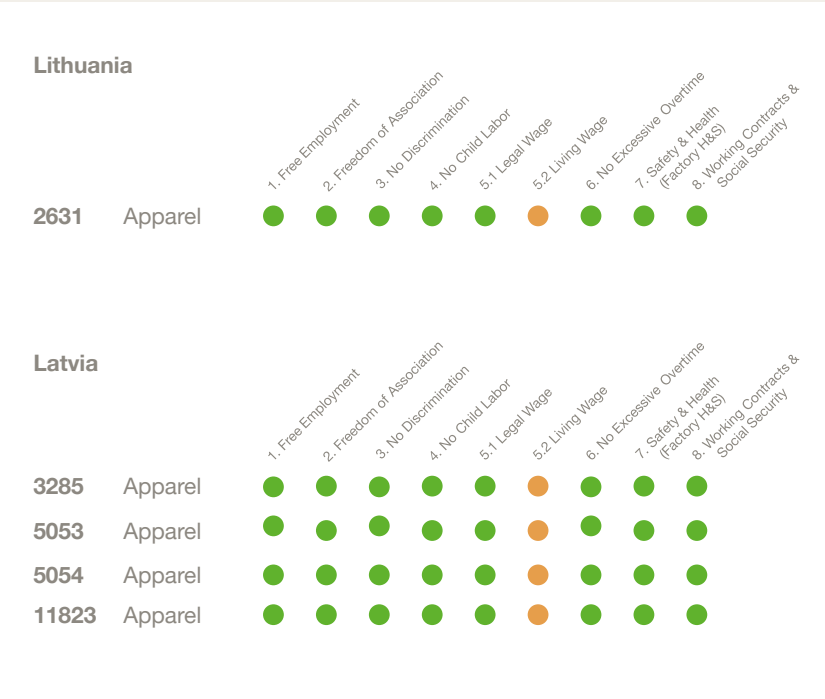 Lithuania
1. Free Employment
2. Freedom of Association
3. No Discrimination
4. No Child Labor
5.1 Legal Wage
5.2 Living Wage
6. No Excessive Overtime
7. Safety & Health
(Factory H&S)
8. Working Contracts &
Social Security
2631 Apparel
Latvia
1. Free Employment
2. Freedom of Association
3. No Discrimination
4. No Child Labor
5.1 Legal Wage
5.2 Living Wage
6. No Excessive Overtime
7. Safety & Health
(Factory H&S)
8. Working Contracts &
Social Security
3285 Apparel
5053 Apparel
5054 Apparel
11823 Apparel